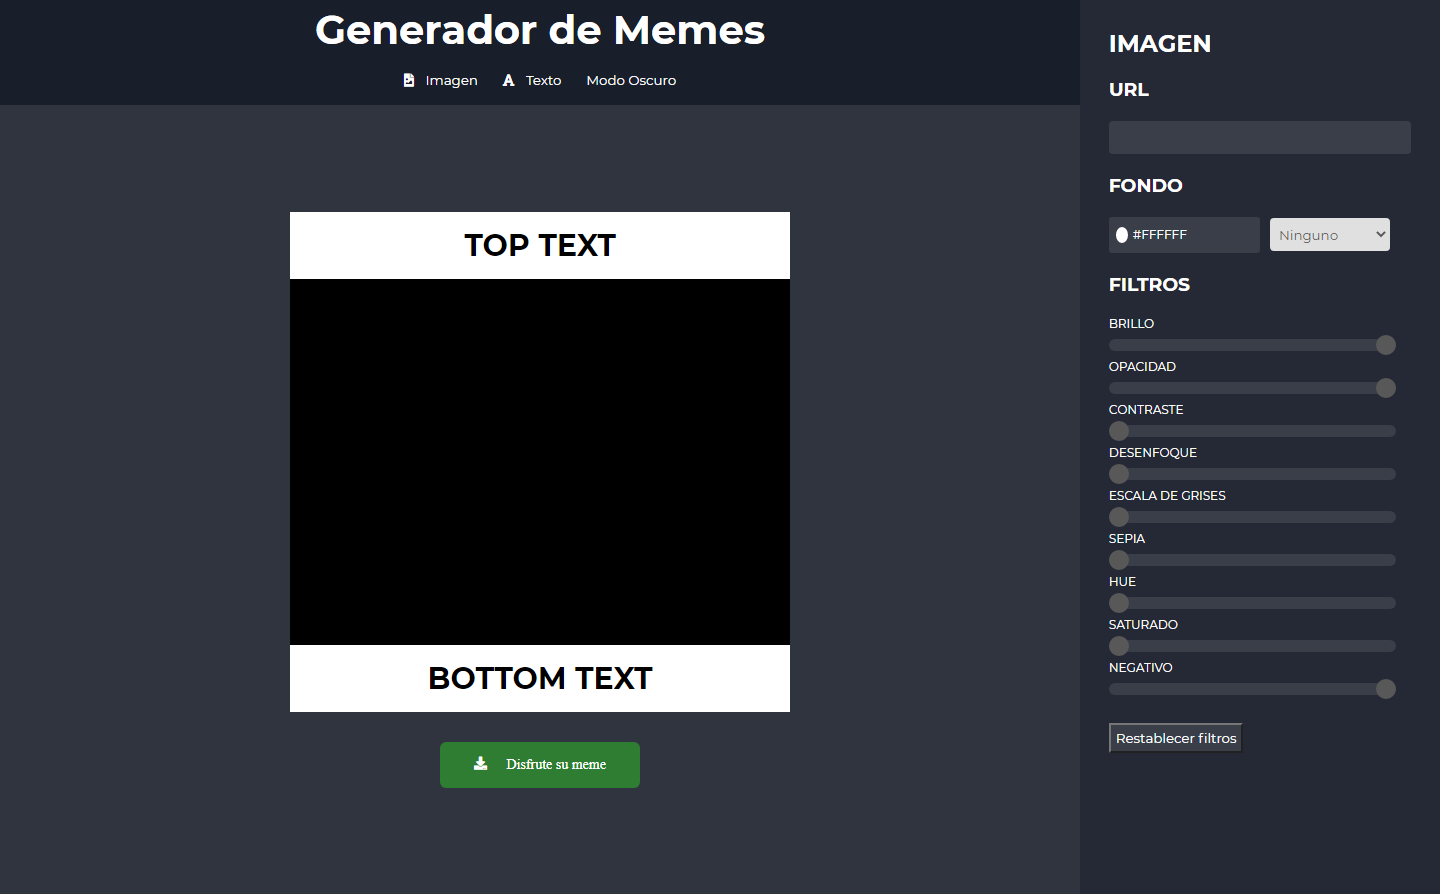 Generador de Memes
Imagen Texto Modo Oscuro
TOP TEXT
BOTTOM TEXT
Disfrute su meme
IMAGEN
URL
FONDO
#FFFFFF Ninguno
FILTROS
BRILLO
OPACIDAD
CONTRASTE
DESENFOQUE
ESCALA DE GRISES
SEPIA
HUE
SATURADO
NEGATIVO
Restablecer filtros